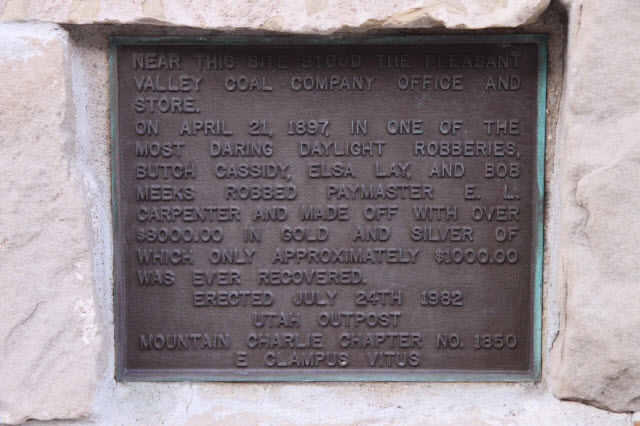 NEAR THIS SITE STOOD THE PLEASANT
VALLEY COAL COMPANY OFFICE AND
STORE.
ON APRIL 21, 1897, IN ONE OF THE
MOST DARING DAYLIGHT ROBBERIES,
BUTCH CASSIDY, ELSA LAY, AND BOB
MEEKS ROBBED PAYMASTER E. L.
CARPENTER AND MADE OFF WITH OVER
$8000.00 IN GOLD AND SILVER OF
WHICH ONLY APPROXIMATELY $1000.00
WAS EVER RECOVERED.
ERECTED JULY 24TH 1982
UTAH OUTPOST
MOUNTAIN CHARLIE CHAPTER NO. 1850
E CLAMPUS VITUS